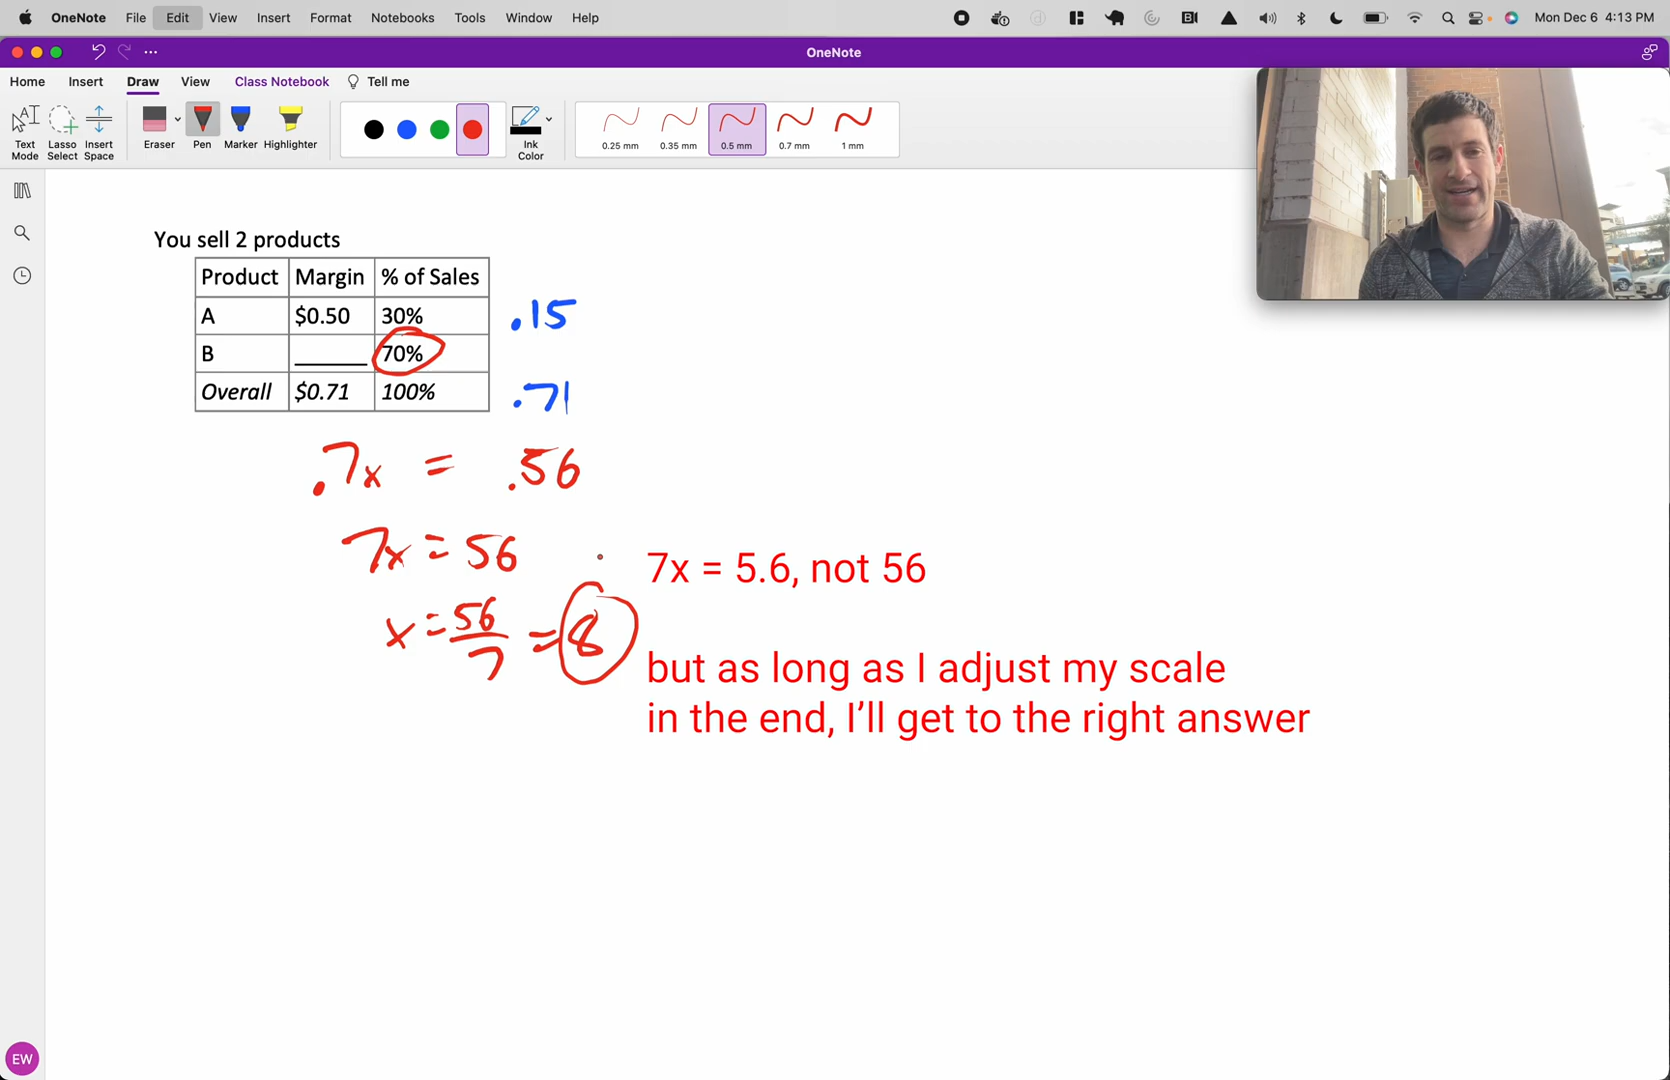 OneNote File Edit View Insert Format Notebooks Tools Window Help Mon Dec 6 4:13 PM
OneNote
Home Insert Draw View Class Notebook Tell me
Text Mode
Lasso Select
Insert Space
Eraser
Pen
Marker
Highlighter
Ink Color
0.25 mm
0.35 mm
0.5 mm
0.7 mm
1 mm
You sell 2 products
Product Margin % of Sales
A $0.50 30% .15
B 70%
Overall $0.71 100% .71
.7x = .56
7x = 56
7x = 5.6, not 56
x = 56/7 = 8
but as long as I adjust my scale
in the end, I’ll get to the right answer
EW